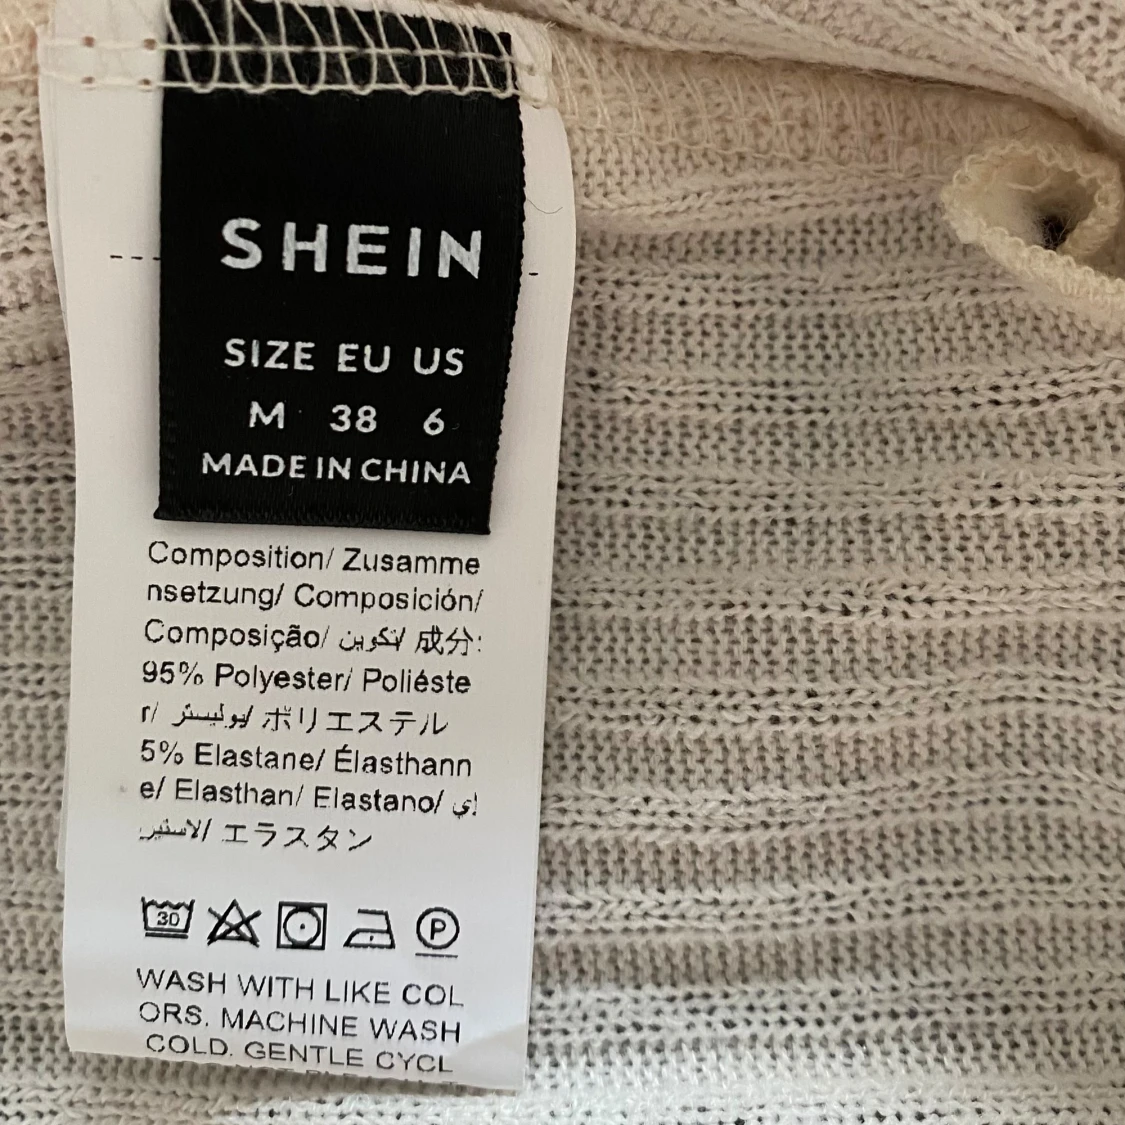 SHEIN
SIZE EU US
M 38 6
MADE IN CHINA
Composition/ Zusamme
nsetzung/ Composición/
Composição/ تكوين/ 成分:
95% Polyester/ Poliéste
r/ بوليستر/ ポリエステル
5% Elastane/ Élasthann
e/ Elasthan/ Elastano/
エラスタン
30
P
WASH WITH LIKE COL
ORS. MACHINE WASH
COLD. GENTLE CYCL